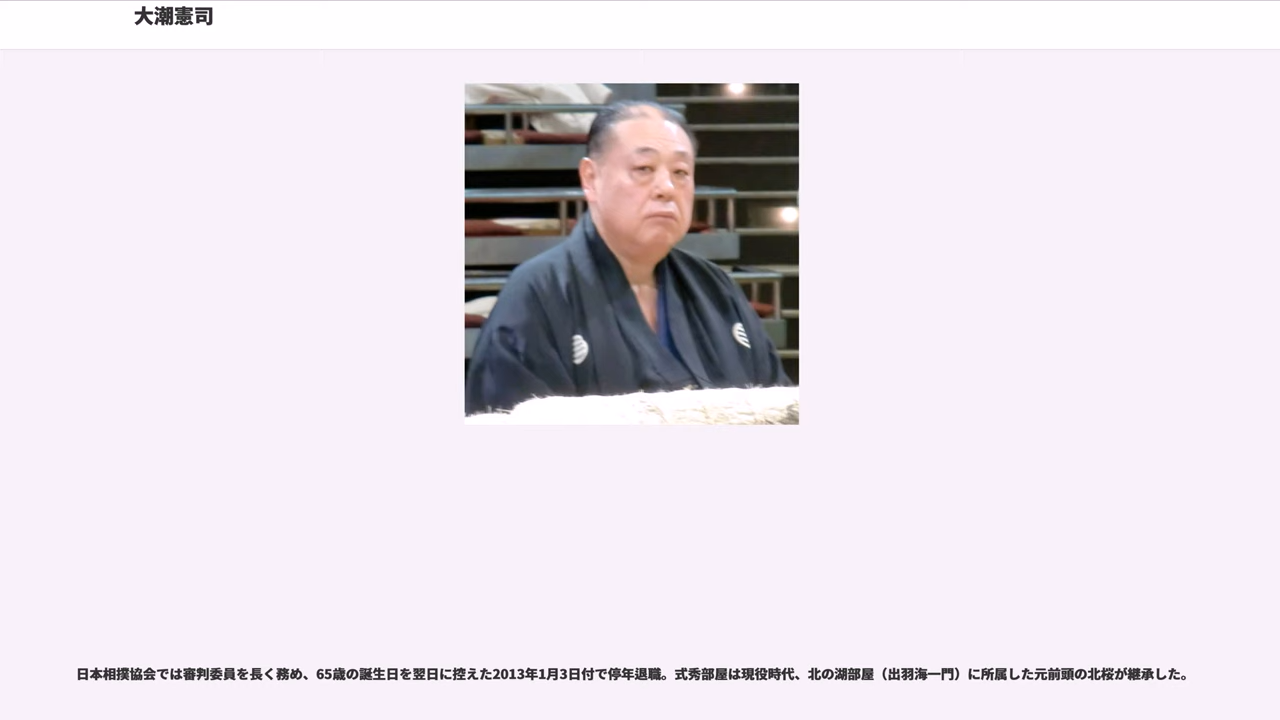 大潮憲司
日本相撲協会では審判委員を長く務め、65歳の誕生日を翌日に控えた2013年1月3日付で停年退職。式秀部屋は現役時代、北の湖部屋（出羽海一門）に所属した元前頭の北桜が継承した。